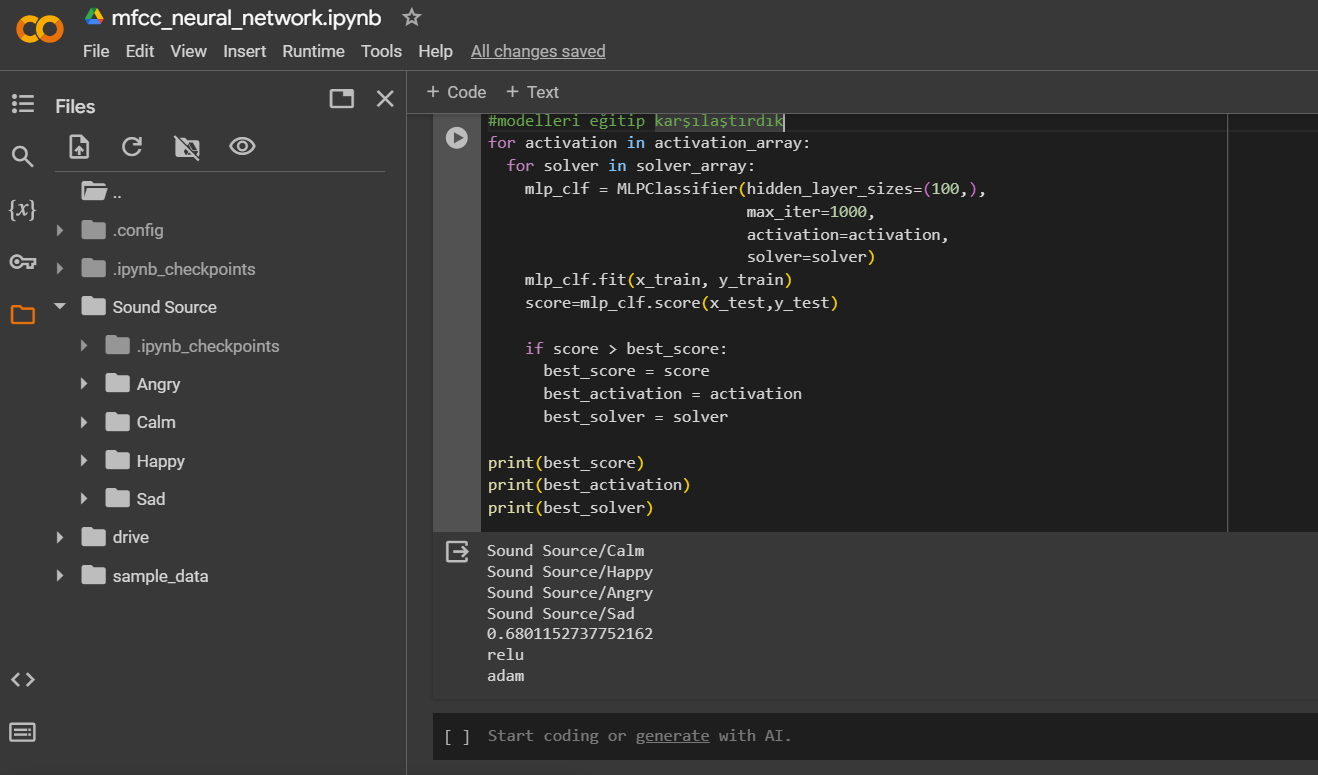 mfcc_neural_network.ipynb
File Edit View Insert Runtime Tools Help All changes saved
Files
{x}
..
.config
.ipynb_checkpoints
Sound Source
.ipynb_checkpoints
Angry
Calm
Happy
Sad
drive
sample_data
+ Code + Text
#modelleri eğitip karşılaştırdık
for activation in activation_array:
  for solver in solver_array:
    mlp_clf = MLPClassifier(hidden_layer_sizes=(100,),
                            max_iter=1000,
                            activation=activation,
                            solver=solver)
    mlp_clf.fit(x_train, y_train)
    score=mlp_clf.score(x_test,y_test)
    if score > best_score:
      best_score = score
      best_activation = activation
      best_solver = solver
print(best_score)
print(best_activation)
print(best_solver)
Sound Source/Calm
Sound Source/Happy
Sound Source/Angry
Sound Source/Sad
0.6801152737752162
relu
adam
[ ] Start coding or generate with AI.